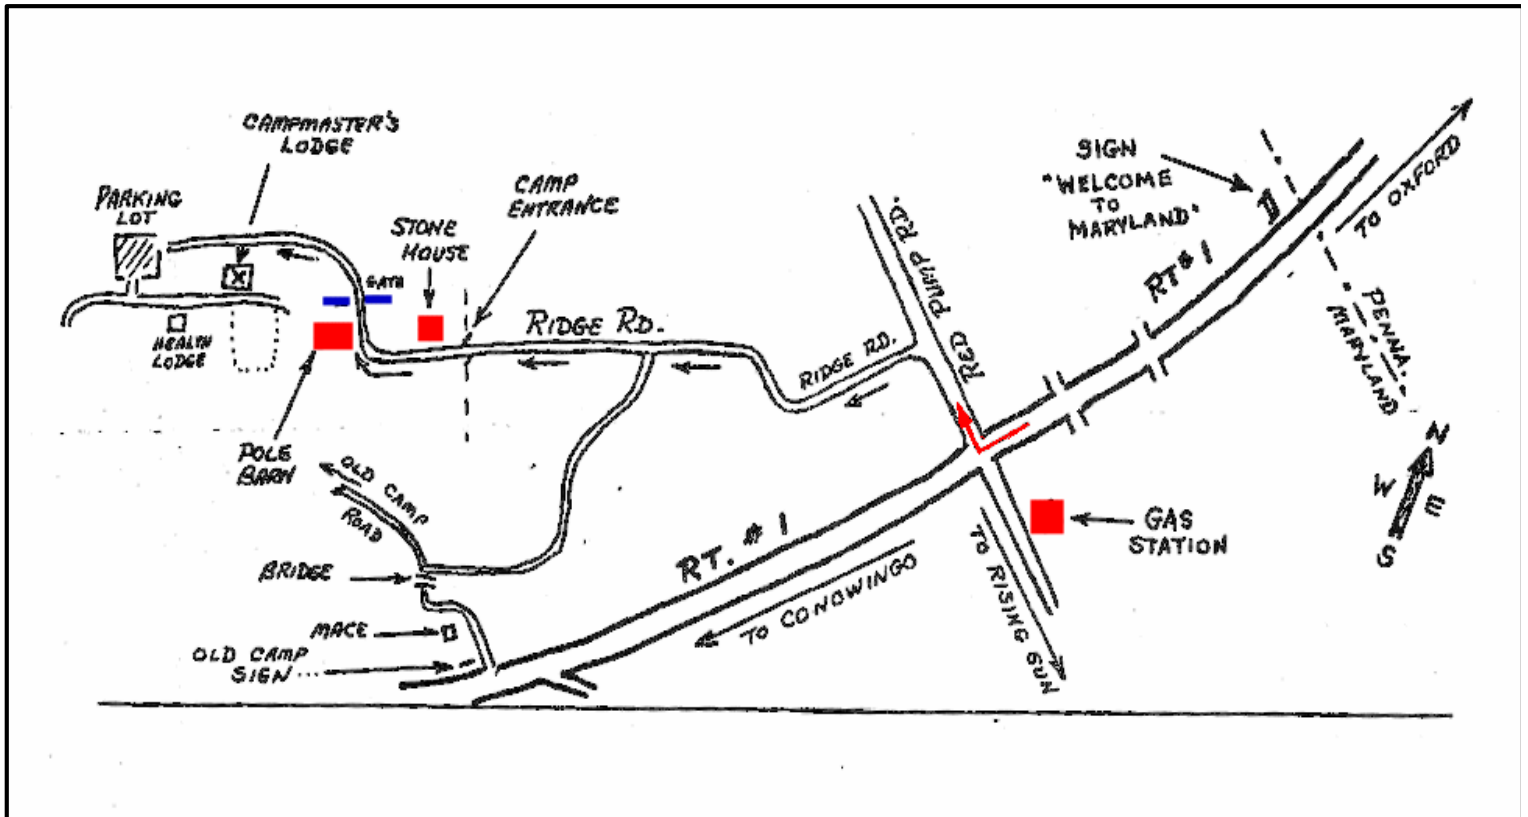 CAMPMASTER'S
LODGE
PARKING
LOT
CAMP
ENTRANCE
STONE
HOUSE
GATE
RIDGE RD.
HEALTH
LODGE
POLE
BARN
OLD CAMP
ROAD
BRIDGE
MACE
OLD CAMP
SIGN
RIDGE RD.
RED PUMP RD.
SIGN
"WELCOME
TO
MARYLAND"
RT # 1
TO OXFORD
PENNA.
MARYLAND
N
W
E
S
GAS
STATION
RT. # 1
TO CONOWINGO
TO RISING SUN